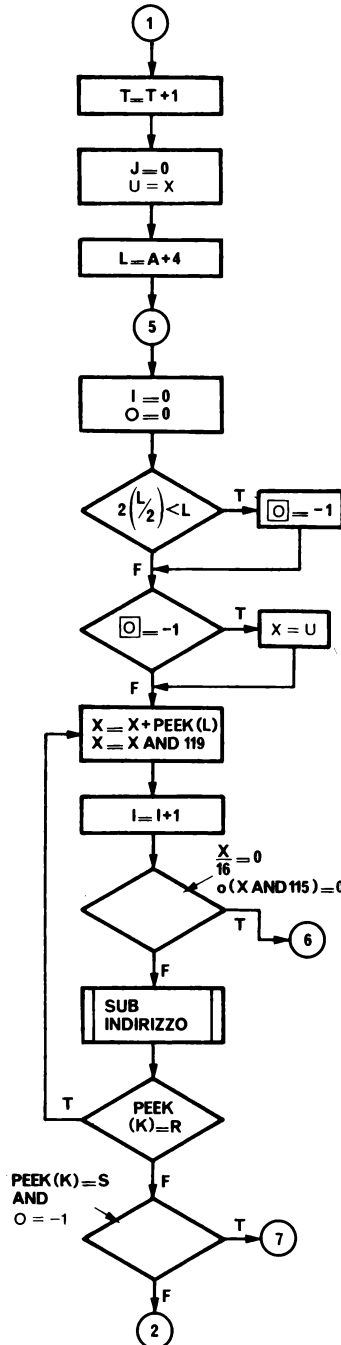 1
T=T+1
J=0
U=X
L=A+4
5
I=0
O=0
2(L/2)<L
T
O=-1
F
O=-1
T
X=U
F
X=X+PEEK(L)
X=X AND 119
I=I+1
X/16=0
o(X AND 115)=0
T
6
F
SUB
INDIRIZZO
T
PEEK
(K)=R
F
PEEK(K)=S
AND
O=-1
T
7
F
2